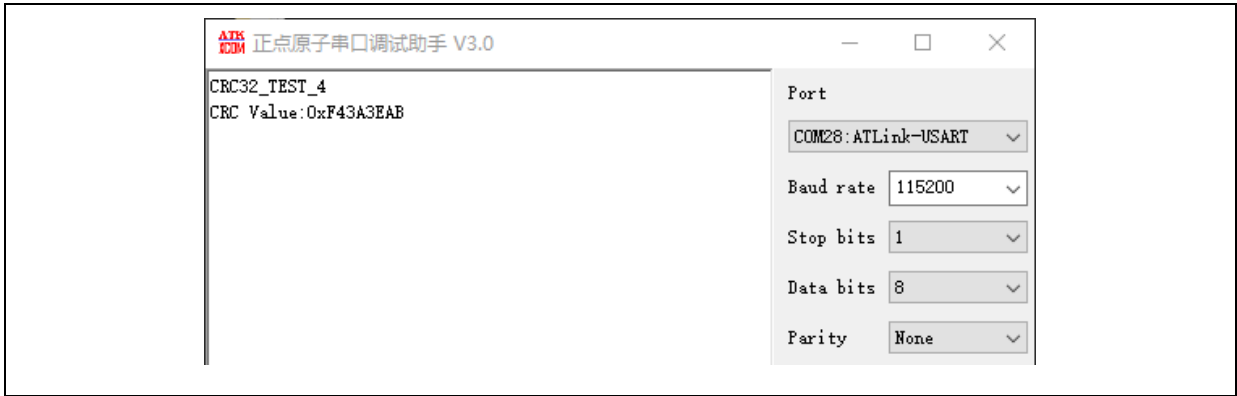 ATK
XCOM
正点原子串口调试助手 V3.0
CRC32_TEST_4
CRC Value:0xF43A3EAB
Port
COM28:ATLink-USART
Baud rate 115200
Stop bits 1
Data bits 8
Parity None